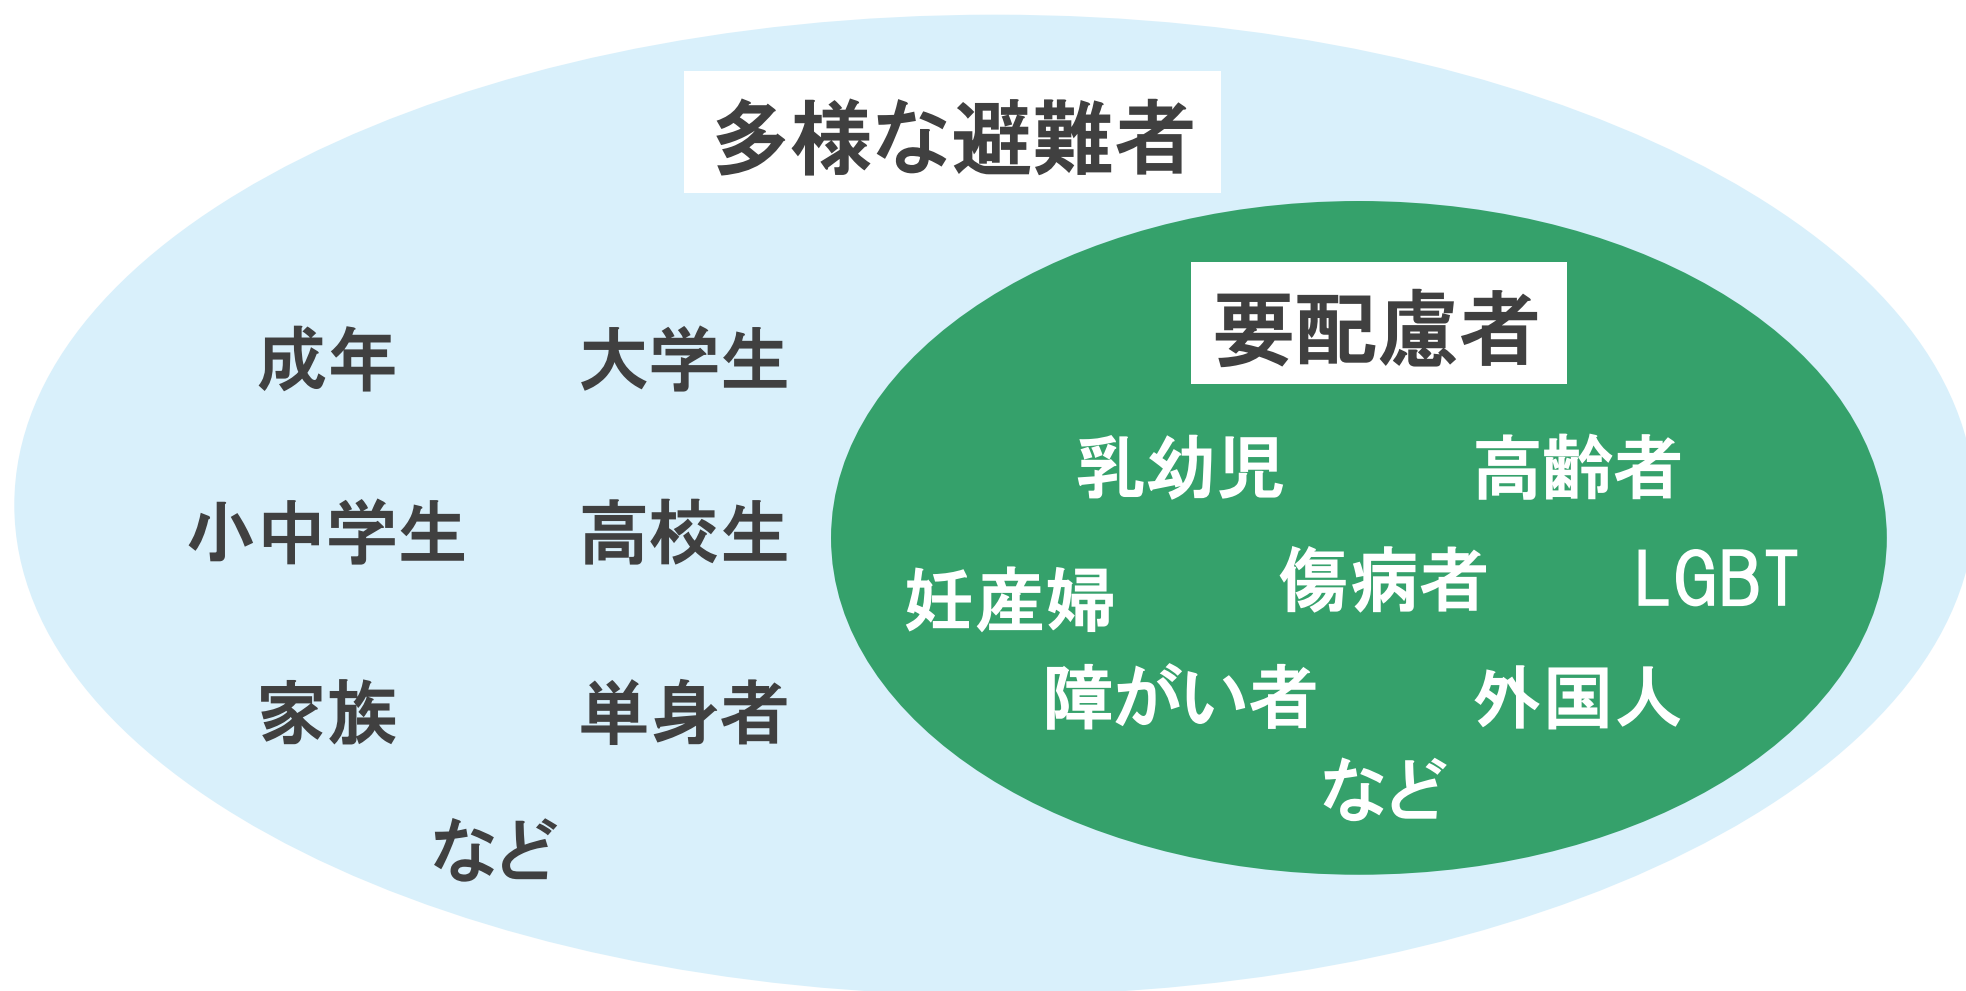 多様な避難者
要配慮者
成年
大学生
小中学生
高校生
家族
単身者
など
乳幼児
高齢者
妊産婦
傷病者
LGBT
障がい者
外国人
など